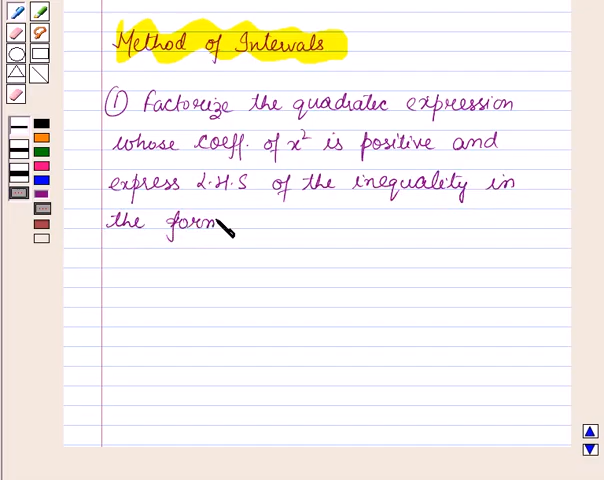 Method of Intervals
① Factorize the quadratic expression
whose coeff. of x² is positive and
express L.H.S of the inequality in
the form